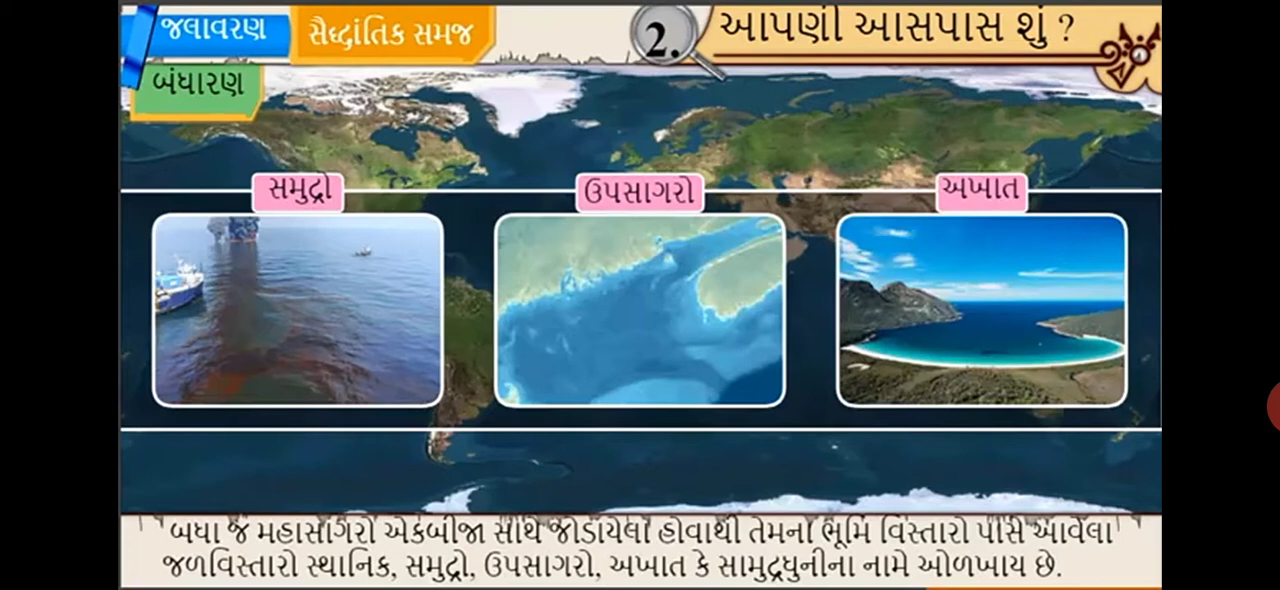 જલાવરણ
સૈદ્ધાંતિક સમજ
2.
આપણી આસપાસ શું ?
બંધારણ
સમુદ્રો
ઉપસાગરો
અખાત
બધા જ મહાસાગરો એકબીજા સાથે જોડાયેલા હોવાથી તેમના ભૂમિ વિસ્તારો પાસે આવેલા
જળવિસ્તારો સ્થાનિક, સમુદ્રો, ઉપસાગરો, અખાત કે સામુદ્રધુનીના નામે ઓળખાય છે.